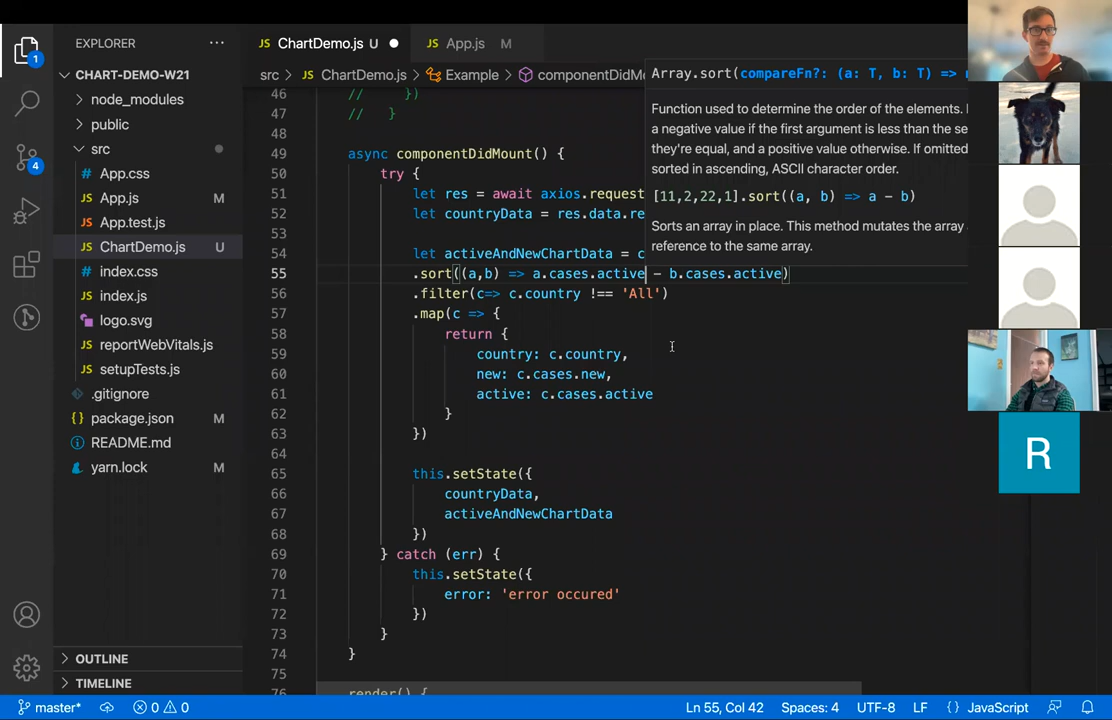 EXPLORER
CHART-DEMO-W21
node_modules
public
src
# App.css
JS App.js M
JS App.test.js
JS ChartDemo.js U
# index.css
JS index.js
logo.svg
JS reportWebVitals.js
JS setupTests.js
.gitignore
{} package.json M
README.md
yarn.lock M
OUTLINE
TIMELINE
1
4
JS ChartDemo.js U
JS App.js M
src > JS ChartDemo.js > Example > componentDidM
46 // })
47 // }
48
49 async componentDidMount() {
50 try {
51 let res = await axios.request
52 let countryData = res.data.re
53
54 let activeAndNewChartData = c
55 .sort((a,b) => a.cases.active - b.cases.active)
56 .filter(c=> c.country !== 'All')
57 .map(c => {
58 return {
59 country: c.country,
60 new: c.cases.new,
61 active: c.cases.active
62 }
63 })
64
65 this.setState({
66 countryData,
67 activeAndNewChartData
68 })
69 } catch (err) {
70 this.setState({
71 error: 'error occured'
72 })
73 }
74 }
75
76 render() {
Array.sort(compareFn?: (a: T, b: T) =>
Function used to determine the order of the elements.
a negative value if the first argument is less than the se
they're equal, and a positive value otherwise. If omitted
sorted in ascending, ASCII character order.
[11,2,22,1].sort((a, b) => a - b)
Sorts an array in place. This method mutates the array
reference to the same array.
R
master* 0 0 Ln 55, Col 42 Spaces: 4 UTF-8 LF {} JavaScript